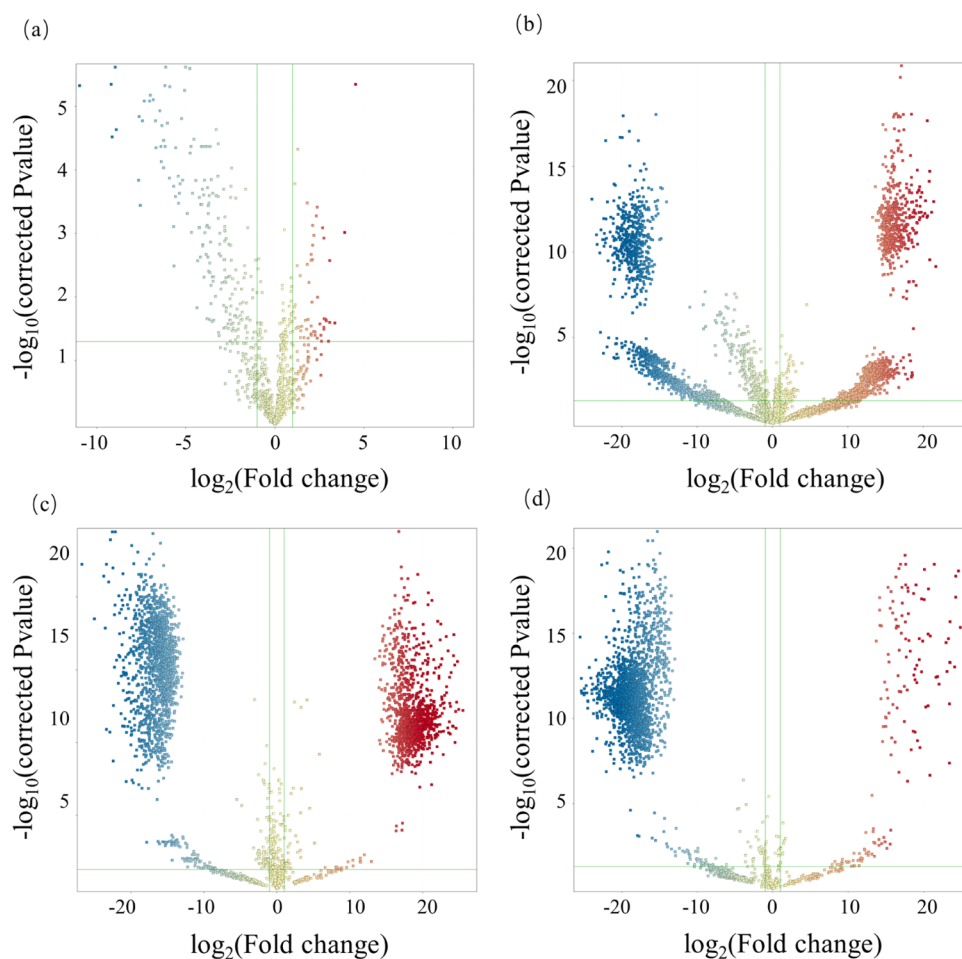 (a)
-log10(corrected Pvalue)
5
4
3
2
1
-10 -5 0 5 10
log2(Fold change)
(b)
-log10(corrected Pvalue)
20
15
10
5
-20 -10 0 10 20
log2(Fold change)
(c)
-log10(corrected Pvalue)
20
15
10
5
-20 -10 0 10 20
log2(Fold change)
(d)
-log10(corrected Pvalue)
20
15
10
5
-20 -10 0 10 20
log2(Fold change)